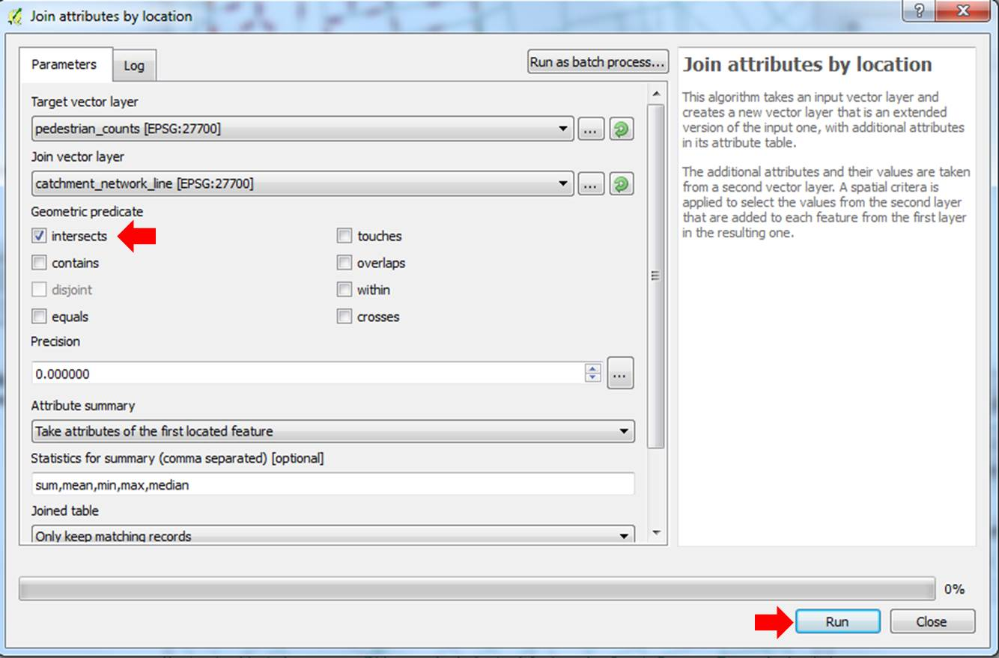 Join attributes by location
?
Parameters
Log
Run as batch process...
Target vector layer
pedestrian_counts [EPSG:27700]
...
Join vector layer
catchment_network_line [EPSG:27700]
...
Geometric predicate
intersects
touches
contains
overlaps
disjoint
within
equals
crosses
Precision
0.000000
...
Attribute summary
Take attributes of the first located feature
Statistics for summary (comma separated) [optional]
sum,mean,min,max,median
Joined table
Only keep matching records
Join attributes by location
This algorithm takes an input vector layer and
creates a new vector layer that is an extended
version of the input one, with additional attributes
in its attribute table.
The additional attributes and their values are taken
from a second vector layer. A spatial critera is
applied to select the values from the second layer
that are added to each feature from the first layer
in the resulting one.
0%
Run
Close